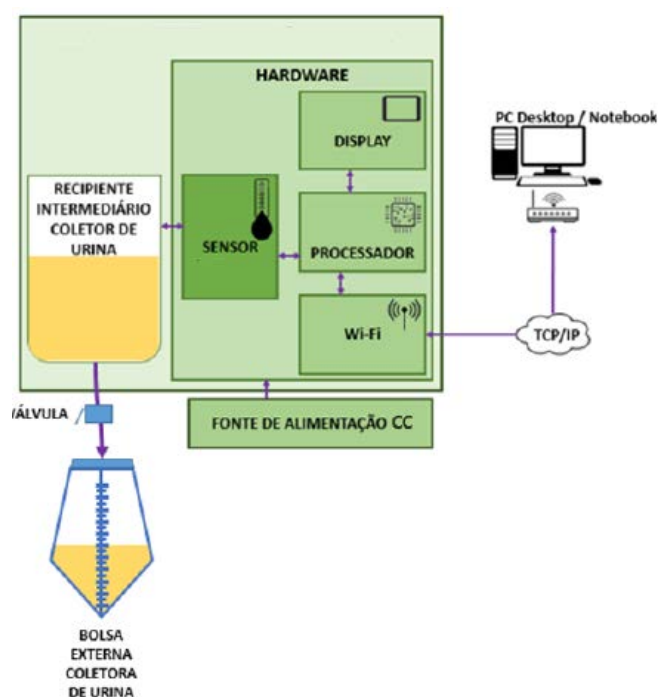 HARDWARE
PC Desktop / Notebook
DISPLAY
RECIPIENTE
INTERMEDIÁRIO
COLETOR DE
URINA
SENSOR
PROCESSADOR
Wi-Fi
TCP/IP
VÁLVULA
FONTE DE ALIMENTAÇÃO CC
BOLSA
EXTERNA
COLETORA
DE URINA